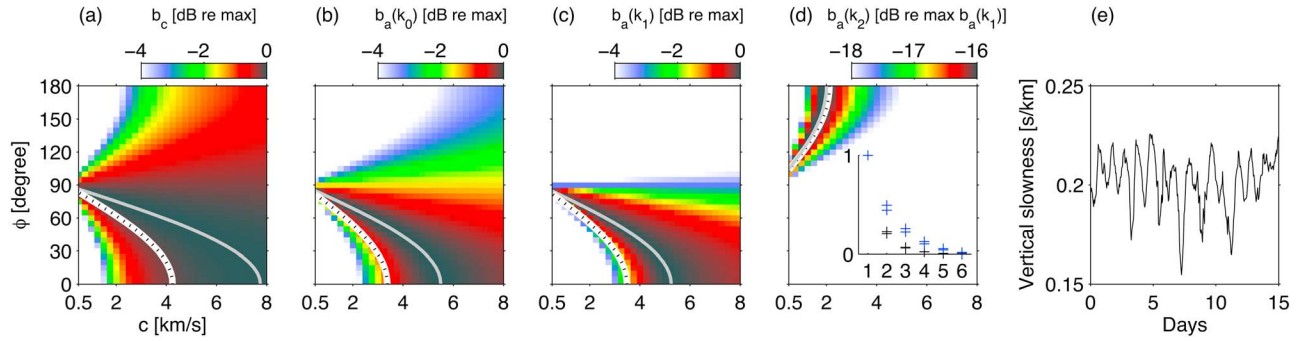 (a) b_c [dB re max] (b) b_a(k_0) [dB re max] (c) b_a(k_1) [dB re max] (d) b_a(k_2) [dB re max b_a(k_1)] (e)
−4 −2 0 −4 −2 0 −4 −2 0 −18 −17 −16
180
150
120
90
60
30
0
ϕ [degree]
0.5 2 4 6 8
c [km/s]
0.5 2 4 6 8
0.5 2 4 6 8
1
0
1 2 3 4 5 6
0.5 2 4 6 8
0.25
0.2
0.15
Vertical slowness [s/km]
0 5 10 15
Days